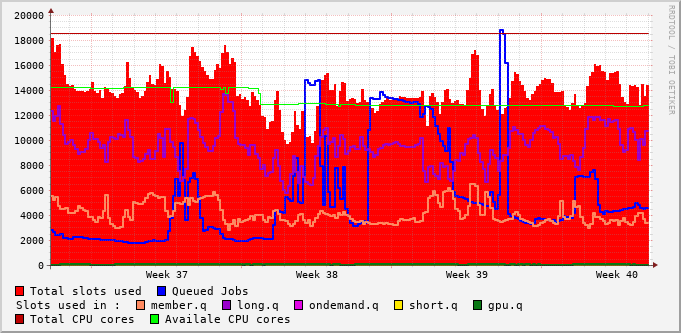 20000
18000
16000
14000
12000
10000
8000
6000
4000
2000
0
Week 37 Week 38 Week 39 Week 40
Total slots used Queued Jobs
Slots used in : member.q long.q ondemand.q short.q gpu.q
Total CPU cores Availale CPU cores
RRDTOOL / TOBI OETIKER